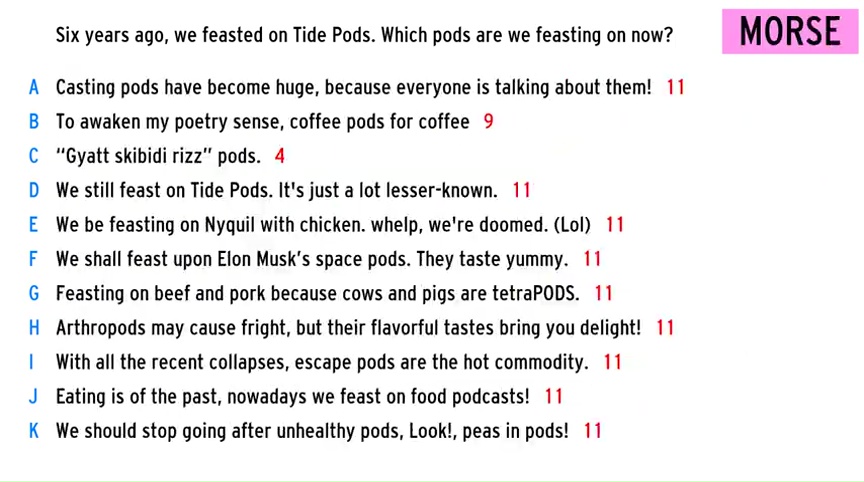 Six years ago, we feasted on Tide Pods. Which pods are we feasting on now?
MORSE
A Casting pods have become huge, because everyone is talking about them! 11
B To awaken my poetry sense, coffee pods for coffee 9
C “Gyatt skibidi rizz” pods. 4
D We still feast on Tide Pods. It's just a lot lesser-known. 11
E We be feasting on Nyquil with chicken. whelp, we're doomed. (Lol) 11
F We shall feast upon Elon Musk’s space pods. They taste yummy. 11
G Feasting on beef and pork because cows and pigs are tetraPODS. 11
H Arthropods may cause fright, but their flavorful tastes bring you delight! 11
I With all the recent collapses, escape pods are the hot commodity. 11
J Eating is of the past, nowadays we feast on food podcasts! 11
K We should stop going after unhealthy pods, Look!, peas in pods! 11